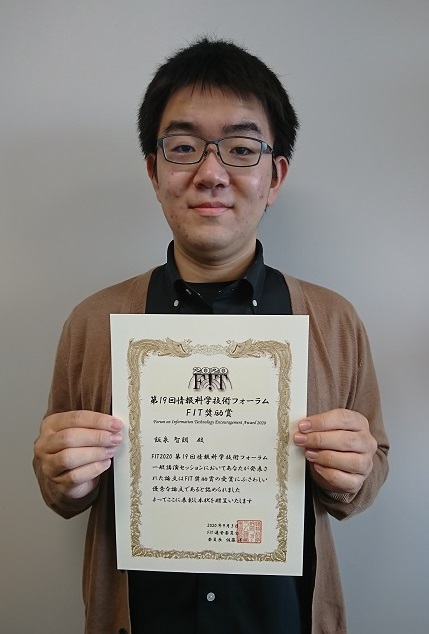 2020
FIT
第19回情報科学技術フォーラム
FIT奨励賞
Forum on Information Technology Encouragement Award 2020
殿
FIT2020 第19回情報科学技術フォーラム
一般講演セッションにおいてあなたが発表さ
れた論文はFIT奨励賞の受賞にふさわしい
優秀な論文であると認められました
よってここに表彰し本状を贈呈いたします
2020年9月3日
FIT運営委員会
委員長 佐藤